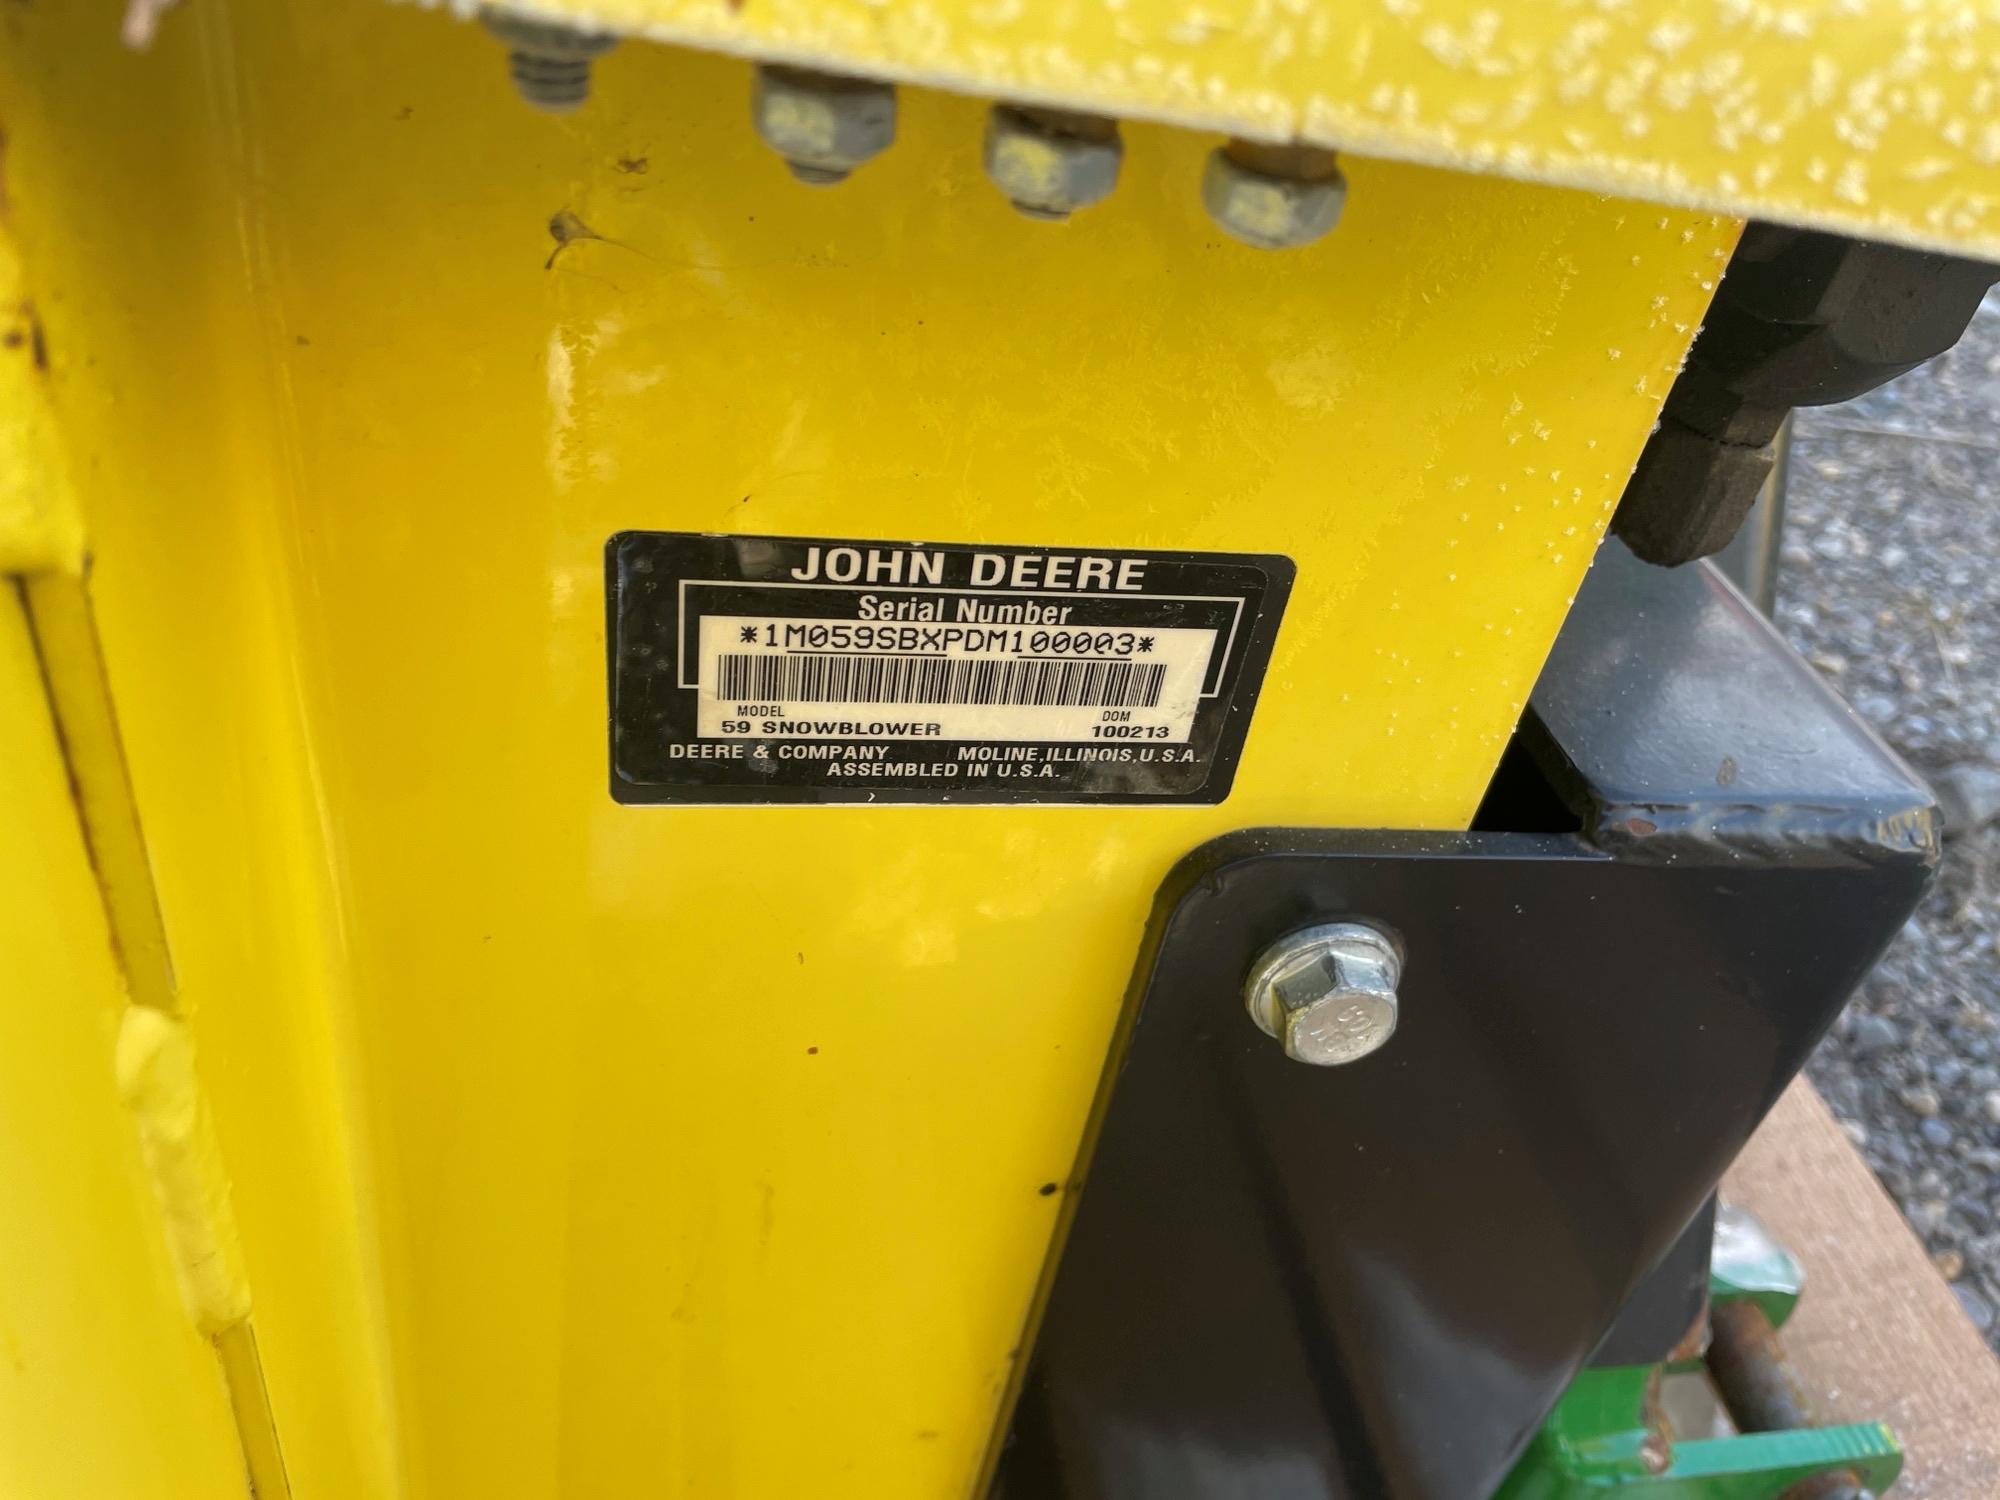 JOHN DEERE
Serial Number
*1M059SBXPDM100003*
MODEL DOM
59 SNOWBLOWER 100213
DEERE & COMPANY MOLINE, ILLINOIS, U.S.A.
ASSEMBLED IN U.S.A.